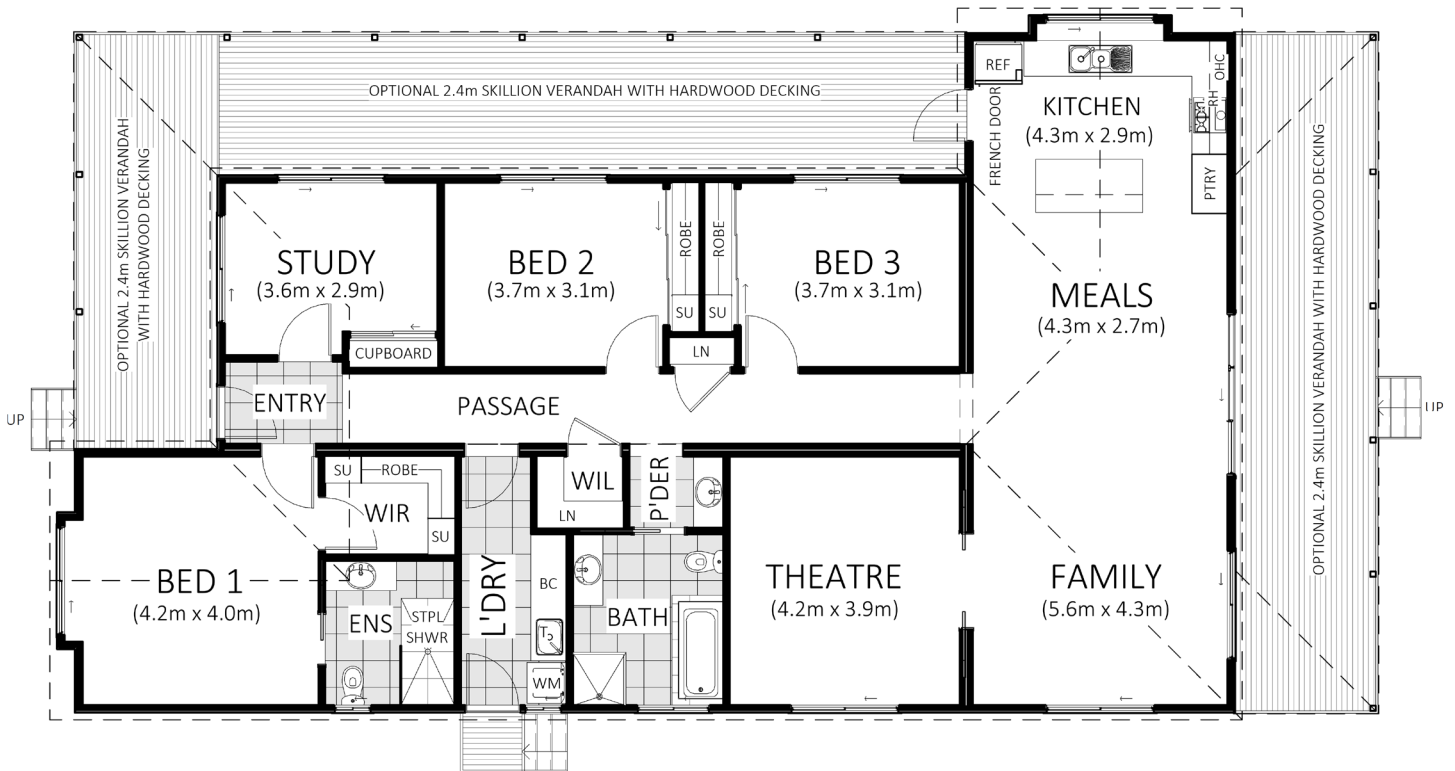 REF
OHC
RH
OPTIONAL 2.4m SKILLION VERANDAH WITH HARDWOOD DECKING
KITCHEN
(4.3m x 2.9m)
FRENCH DOOR
PTRY
OPTIONAL 2.4m SKILLION VERANDAH
WITH HARDWOOD DECKING
OPTIONAL 2.4m SKILLION VERANDAH WITH HARDWOOD DECKING
STUDY
(3.6m x 2.9m)
BED 2
(3.7m x 3.1m)
ROBE
SU
ROBE
SU
BED 3
(3.7m x 3.1m)
MEALS
(4.3m x 2.7m)
CUPBOARD
LN
ENTRY
PASSAGE
UP
UP
SU
ROBE
WIR
SU
WIL
LN
P'DER
BED 1
(4.2m x 4.0m)
ENS
STPL/
SHWR
L'DRY
BC
WM
BATH
THEATRE
(4.2m x 3.9m)
FAMILY
(5.6m x 4.3m)